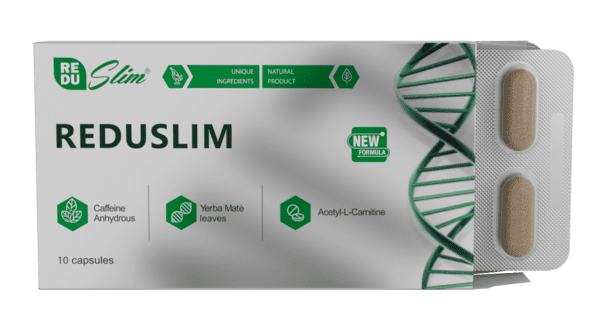 RE
DU
Slim®
UNIQUE
INGREDIENTS
NATURAL
PRODUCT
REDUSLIM
NEW
FORMULA
Caffeine
Anhydrous
Yerba Matè
leaves
Acetyl-L-Carnitine
10 capsules